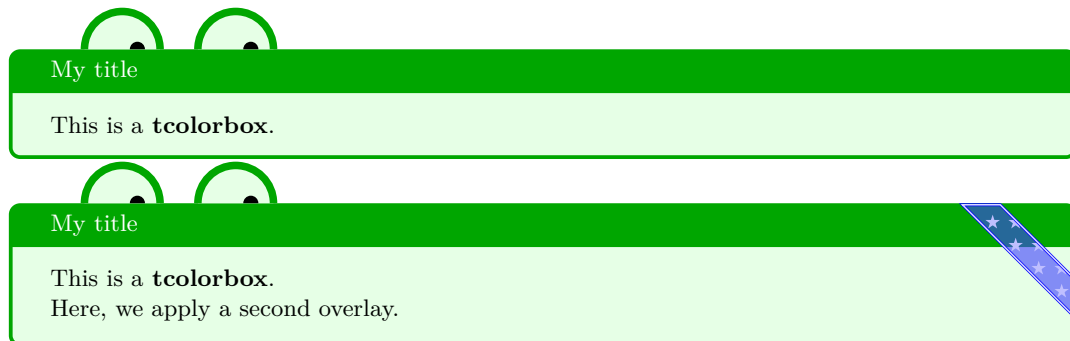 My title
This is a tcolorbox.
My title
This is a tcolorbox.
Here, we apply a second overlay.